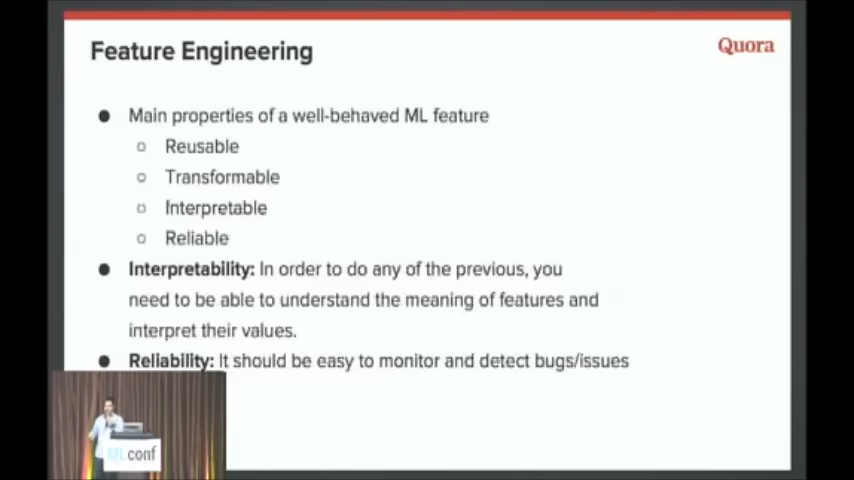 Feature Engineering
Quora
● Main properties of a well-behaved ML feature
○ Reusable
○ Transformable
○ Interpretable
○ Reliable
● Interpretability: In order to do any of the previous, you
need to be able to understand the meaning of features and
interpret their values.
● Reliability: It should be easy to monitor and detect bugs/issues
MLconf